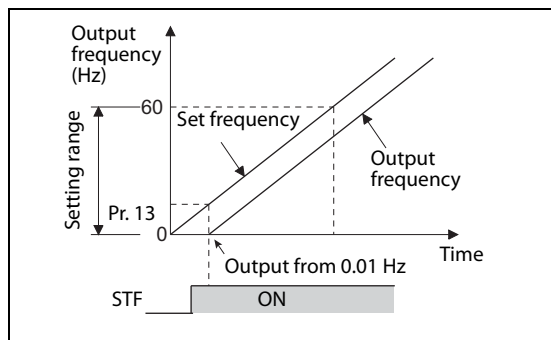 Output
frequency
(Hz)
60
Setting range
Set frequency
Output
frequency
Pr. 13
0
Time
Output from 0.01 Hz
STF
ON